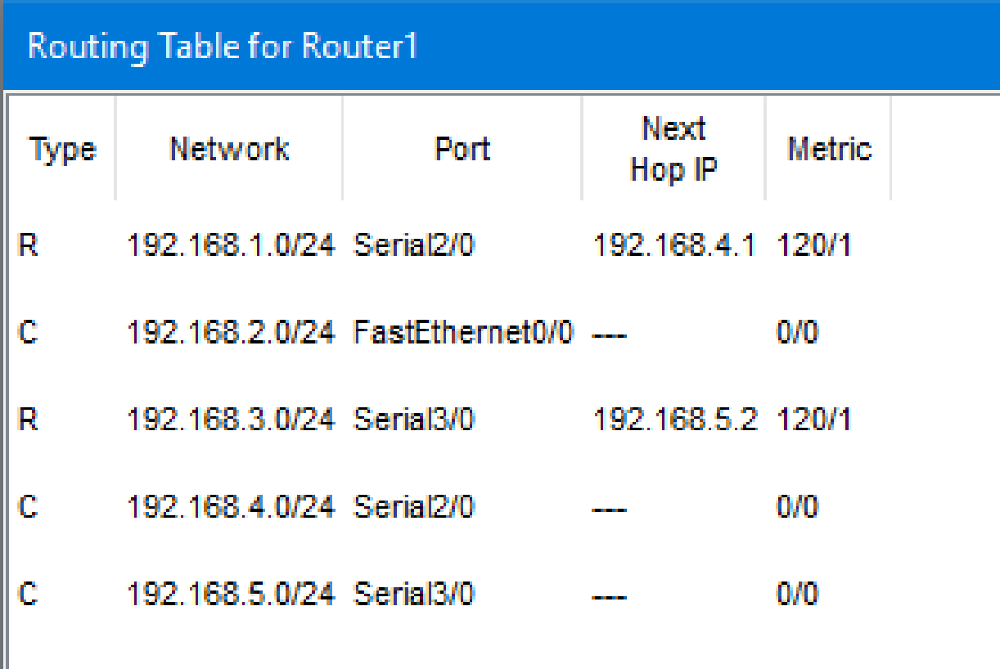 Routing Table for Router1
Type Network Port Next Hop IP Metric
R 192.168.1.0/24 Serial2/0 192.168.4.1 120/1
C 192.168.2.0/24 FastEthernet0/0 --- 0/0
R 192.168.3.0/24 Serial3/0 192.168.5.2 120/1
C 192.168.4.0/24 Serial2/0 --- 0/0
C 192.168.5.0/24 Serial3/0 --- 0/0